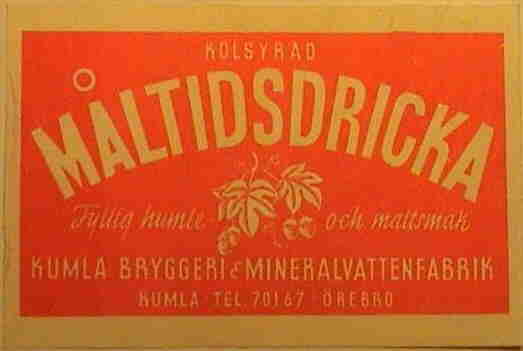 KOLSYRAD
MÅLTIDSDRICKA
Fyllig humle och maltsmak
KUMLA BRYGGERI & MINERALVATTENFABRIK
KUMLA · TEL. 70167 · ÖREBRO